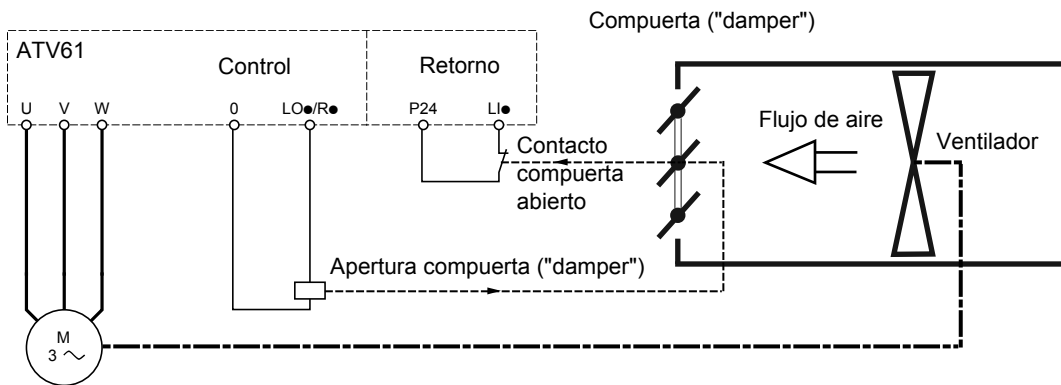 Compuerta ("damper")
ATV61
Control
Retorno
U
V
W
0
LO●/R●
P24
LI●
Flujo de aire
Ventilador
Contacto
compuerta
abierto
Apertura compuerta ("damper")
M
3 ~